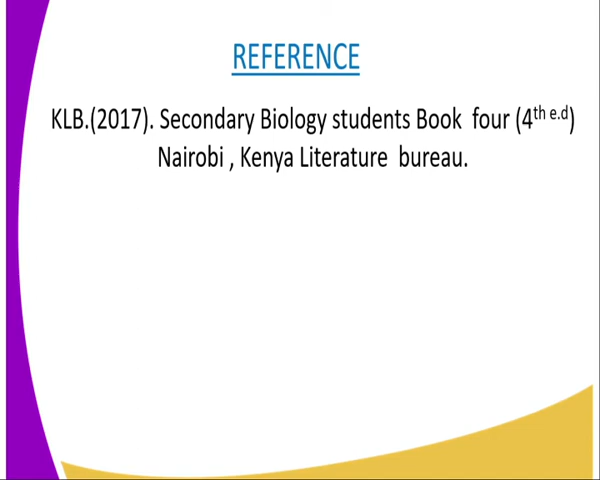 REFERENCE
KLB.(2017). Secondary Biology students Book four (4th e.d)
Nairobi , Kenya Literature bureau.